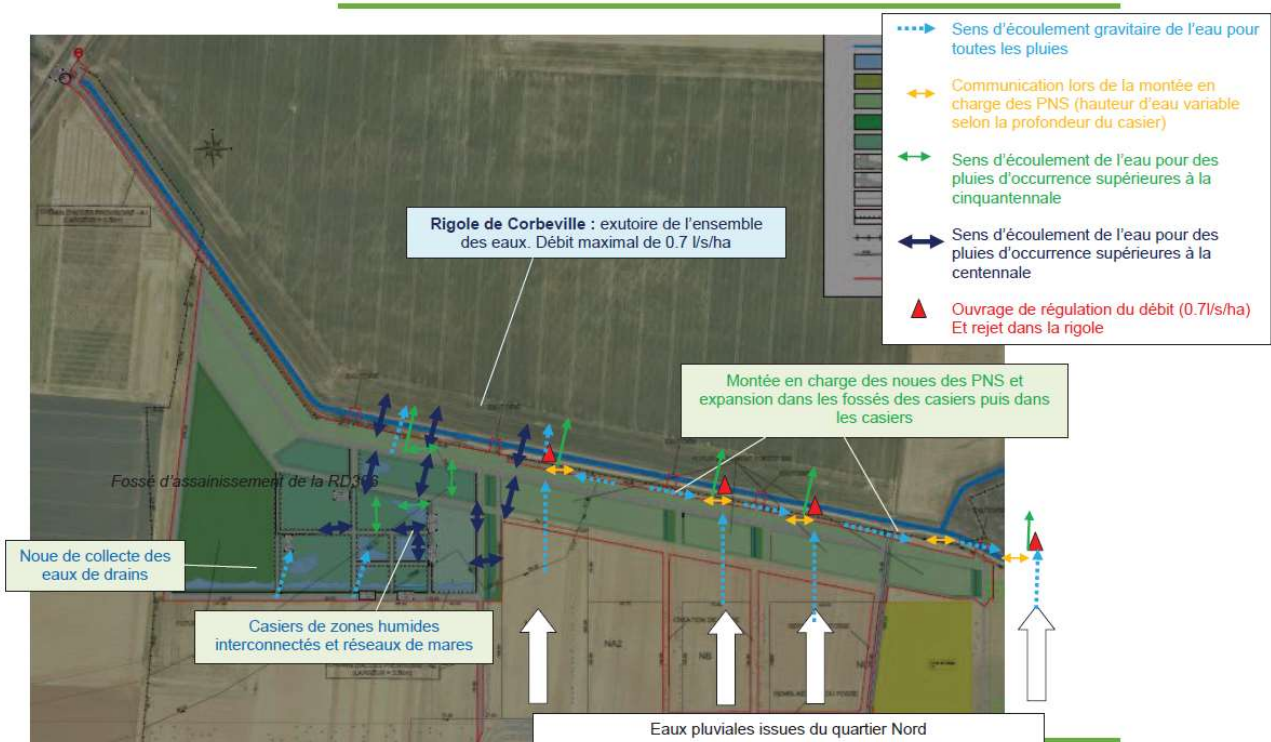 Sens d'écoulement gravitaire de l'eau pour
toutes les pluies
Communication lors de la montée en
charge des PNS (hauteur d'eau variable
selon la profondeur du casier)
Sens d'écoulement de l'eau pour des
pluies d'occurrence supérieures à la
cinquantennale
Sens d'écoulement de l'eau pour des
pluies d'occurrence supérieures à la
centennale
Ouvrage de régulation du débit (0.7l/s/ha)
Et rejet dans la rigole
Rigole de Corbeville : exutoire de l'ensemble
des eaux. Débit maximal de 0.7 l/s/ha
Montée en charge des noues des PNS et
expansion dans les fossés des casiers puis dans
les casiers
Fossé d'assainissement de la RD306
Noue de collecte des
eaux de drains
Casiers de zones humides
interconnectés et réseaux de mares
NA2
NB
Eaux pluviales issues du quartier Nord